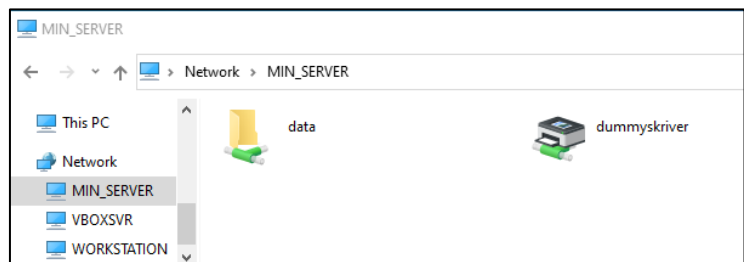 MIN_SERVER
Network > MIN_SERVER
This PC
Network
MIN_SERVER
VBOXSVR
WORKSTATION
data
dummyskriver